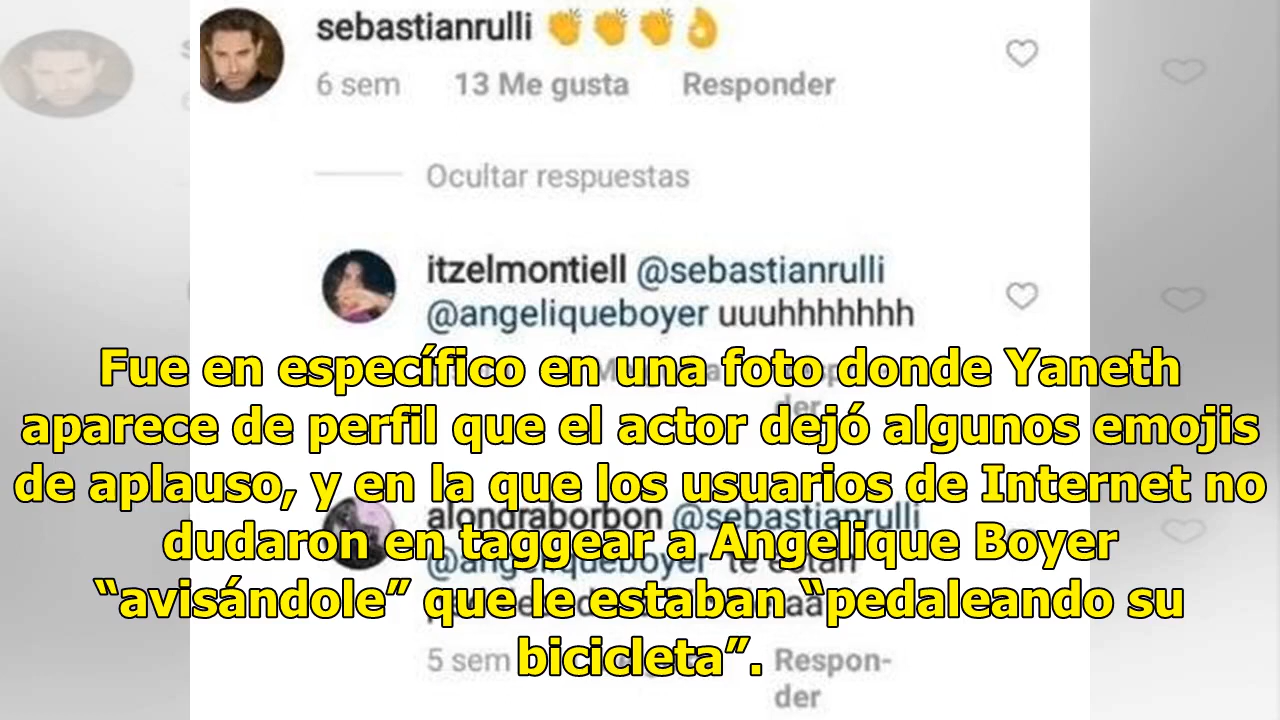 sebastianrulli 👏👏👏👌
6 sem 13 Me gusta Responder
Ocultar respuestas
itzelmontiell @sebastianrulli
@angeliqueboyer uuuhhhhhhh
Fue en específico en una foto donde Yaneth
aparece de perfil que el actor dejó algunos emojis
de aplauso, y en la que los usuarios de Internet no
alondraborbon @sebastianrulli
dudaron en taggear a Angelique Boyer
@angeliqueboyer te estan
“avisándole” que le estaban “pedaleando su
bicicleta”.
5 sem Respon-
der